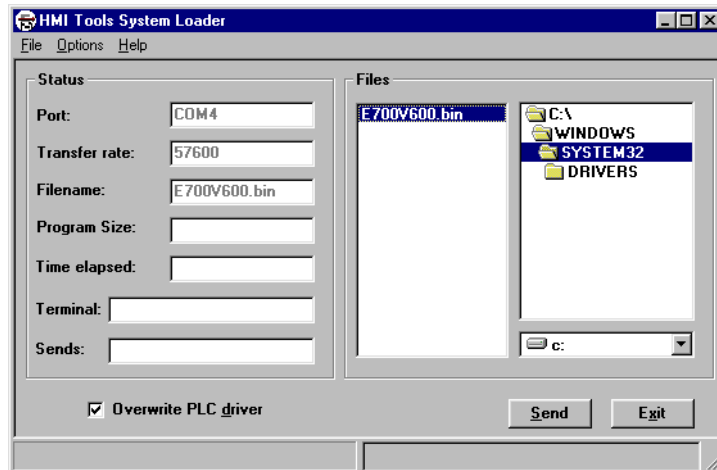 HMI Tools System Loader
File Options Help
Status
Port: COM4
Transfer rate: 57600
Filename: E700V600.bin
Program Size:
Time elapsed:
Terminal:
Sends:
Files
E700V600.bin
C:\
WINDOWS
SYSTEM32
DRIVERS
c:
Overwrite PLC driver
Send Exit